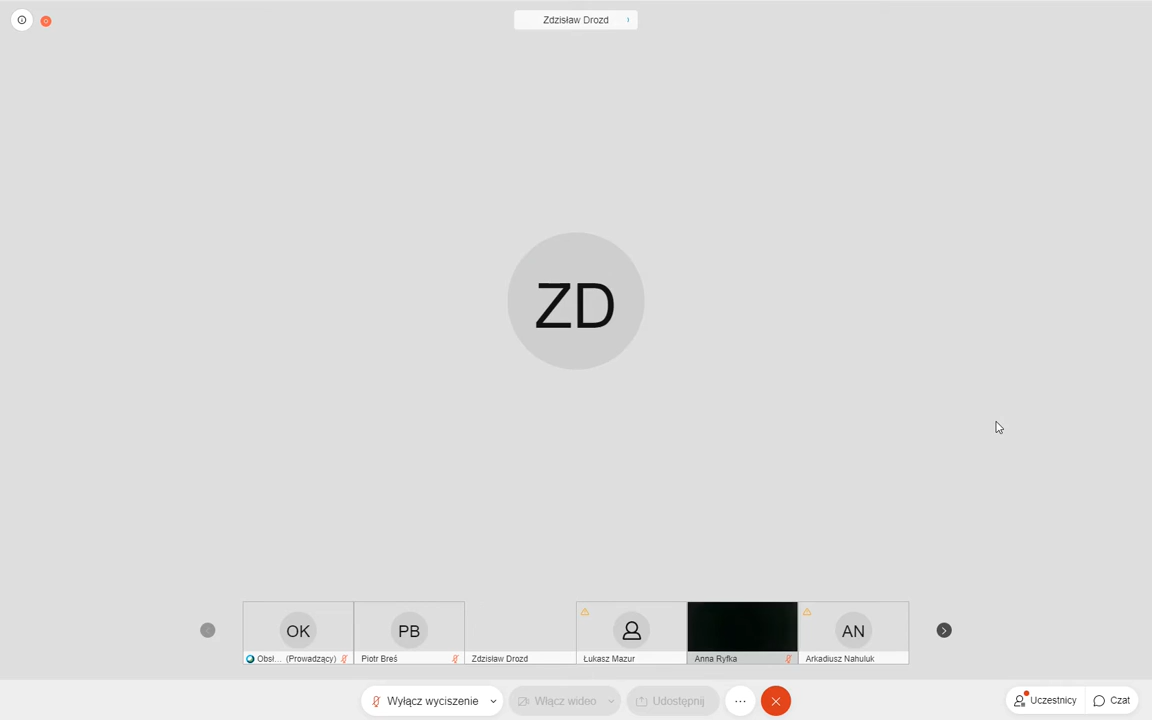 Zdzisław Drozd
ZD
OK
PB
AN
Obsł... (Prowadzący)
Piotr Breś
Zdzisław Drozd
Łukasz Mazur
Anna Ryfka
Arkadiusz Nahuluk
Wyłącz wyciszenie
Włącz wideo
Udostępnij
Uczestnicy
Czat